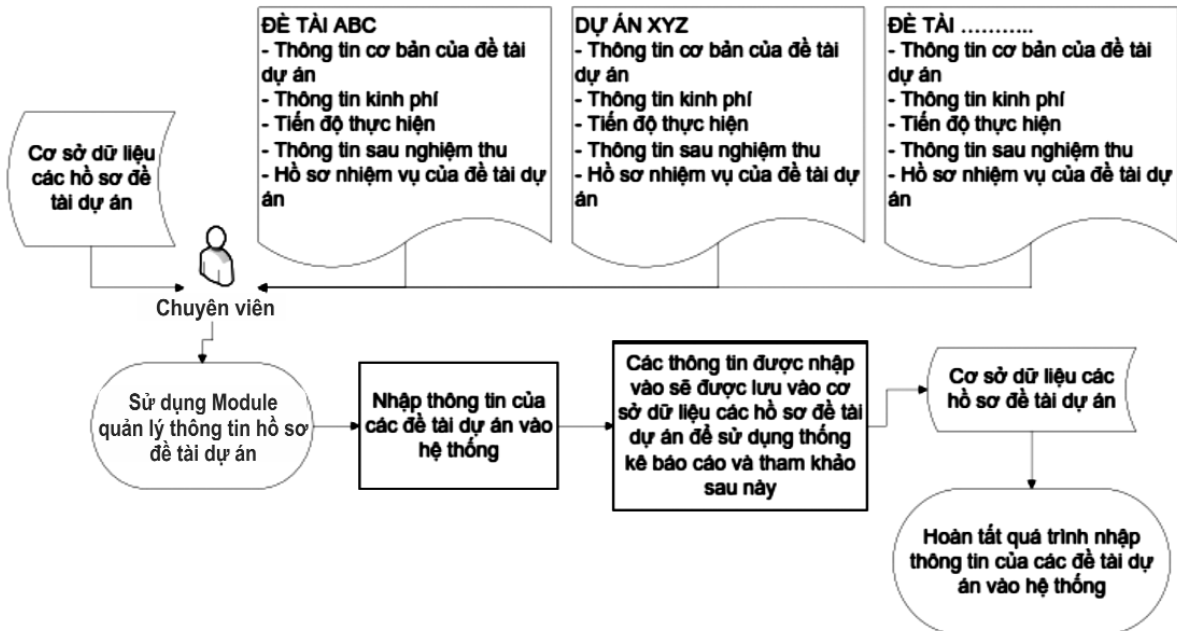 ĐỀ TÀI ABC
- Thông tin cơ bản của đề tài
dự án
- Thông tin kinh phí
- Tiến độ thực hiện
- Thông tin sau nghiệm thu
- Hồ sơ nhiệm vụ của đề tài dự
án
DỰ ÁN XYZ
- Thông tin cơ bản của đề tài
dự án
- Thông tin kinh phí
- Tiến độ thực hiện
- Thông tin sau nghiệm thu
- Hồ sơ nhiệm vụ của đề tài dự
án
ĐỀ TÀI ...........
- Thông tin cơ bản của đề tài
dự án
- Thông tin kinh phí
- Tiến độ thực hiện
- Thông tin sau nghiệm thu
- Hồ sơ nhiệm vụ của đề tài dự
án
Cơ sở dữ liệu
các hồ sơ đề
tài dự án
Chuyên viên
Sử dụng Module
quản lý thông tin hồ sơ
đề tài dự án
Nhập thông tin của
các đề tài dự án vào
hệ thống
Các thông tin được nhập
vào sẽ được lưu vào cơ
sở dữ liệu các hồ sơ đề tài
dự án để sử dụng thống
kê báo cáo và tham khảo
sau này
Cơ sở dữ liệu các
hồ sơ đề tài dự án
Hoàn tất quá trình nhập
thông tin của các đề tài dự
án vào hệ thống